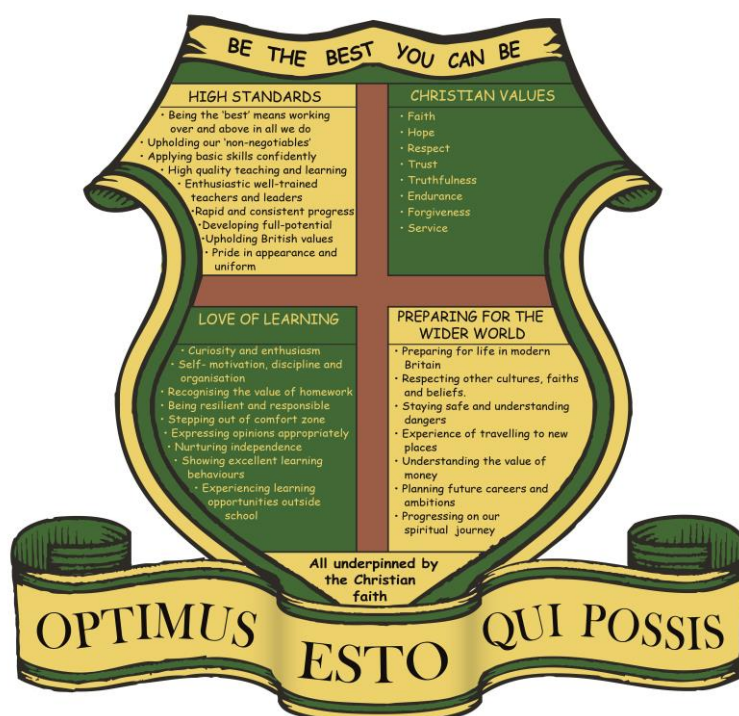 BE THE BEST YOU CAN BE
HIGH STANDARDS
• Being the 'best' means working
over and above in all we do
• Upholding our 'non-negotiables'
• Applying basic skills confidently
• High quality teaching and learning
• Enthusiastic well-trained
teachers and leaders
•Rapid and consistent progress
•Developing full-potential
•Upholding British values
• Pride in appearance and
uniform
CHRISTIAN VALUES
• Faith
• Hope
• Respect
• Trust
• Truthfulness
• Endurance
• Forgiveness
• Service
LOVE OF LEARNING
• Curiosity and enthusiasm
• Self- motivation, discipline and
organisation
• Recognising the value of homework
• Being resilient and responsible
• Stepping out of comfort zone
• Expressing opinions appropriately
• Nurturing independence
• Showing excellent learning
behaviours
• Experiencing learning
opportunities outside
school
PREPARING FOR THE
WIDER WORLD
• Preparing for life in modern
Britain
• Respecting other cultures, faiths
and beliefs.
• Staying safe and understanding
dangers
• Experience of travelling to new
places
• Understanding the value of
money
• Planning future careers and
ambitions
• Progressing on our
spiritual journey
All underpinned by
the Christian
faith
OPTIMUS ESTO QUI POSSIS